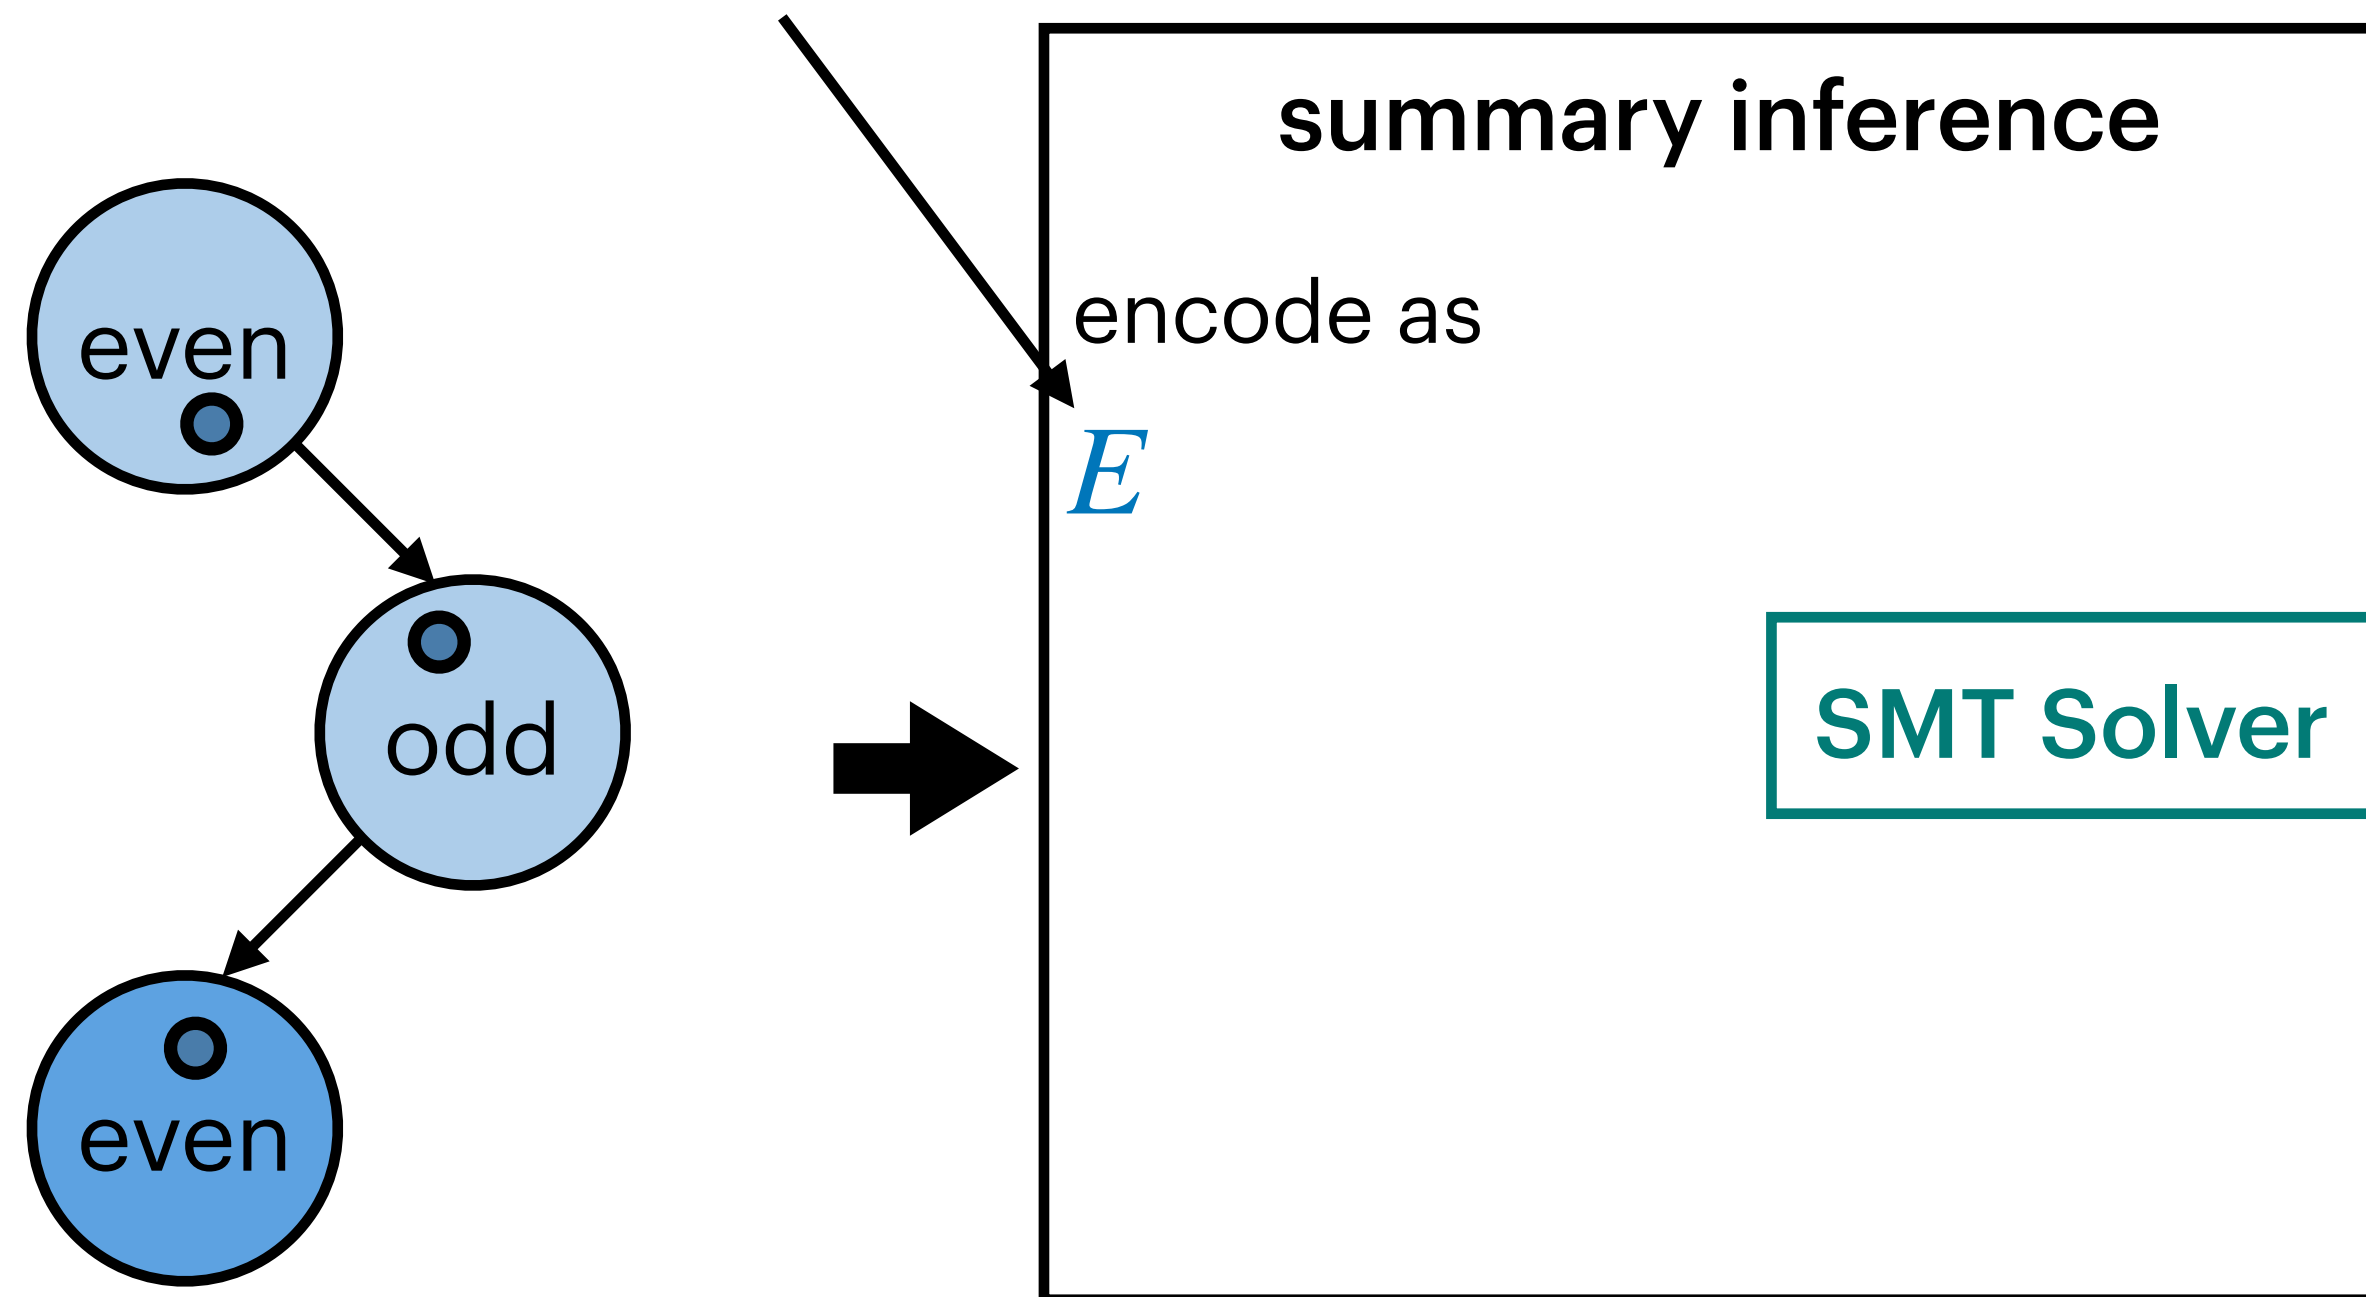 even
odd
even
summary inference
encode as
E
SMT Solver